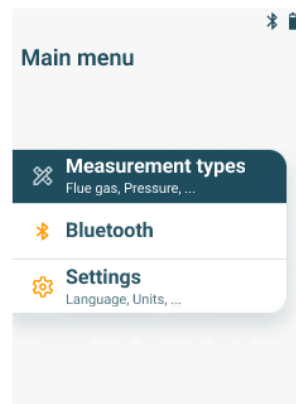 Main menu
Measurement types
Flue gas, Pressure, ...
Bluetooth
Settings
Language, Units, ...